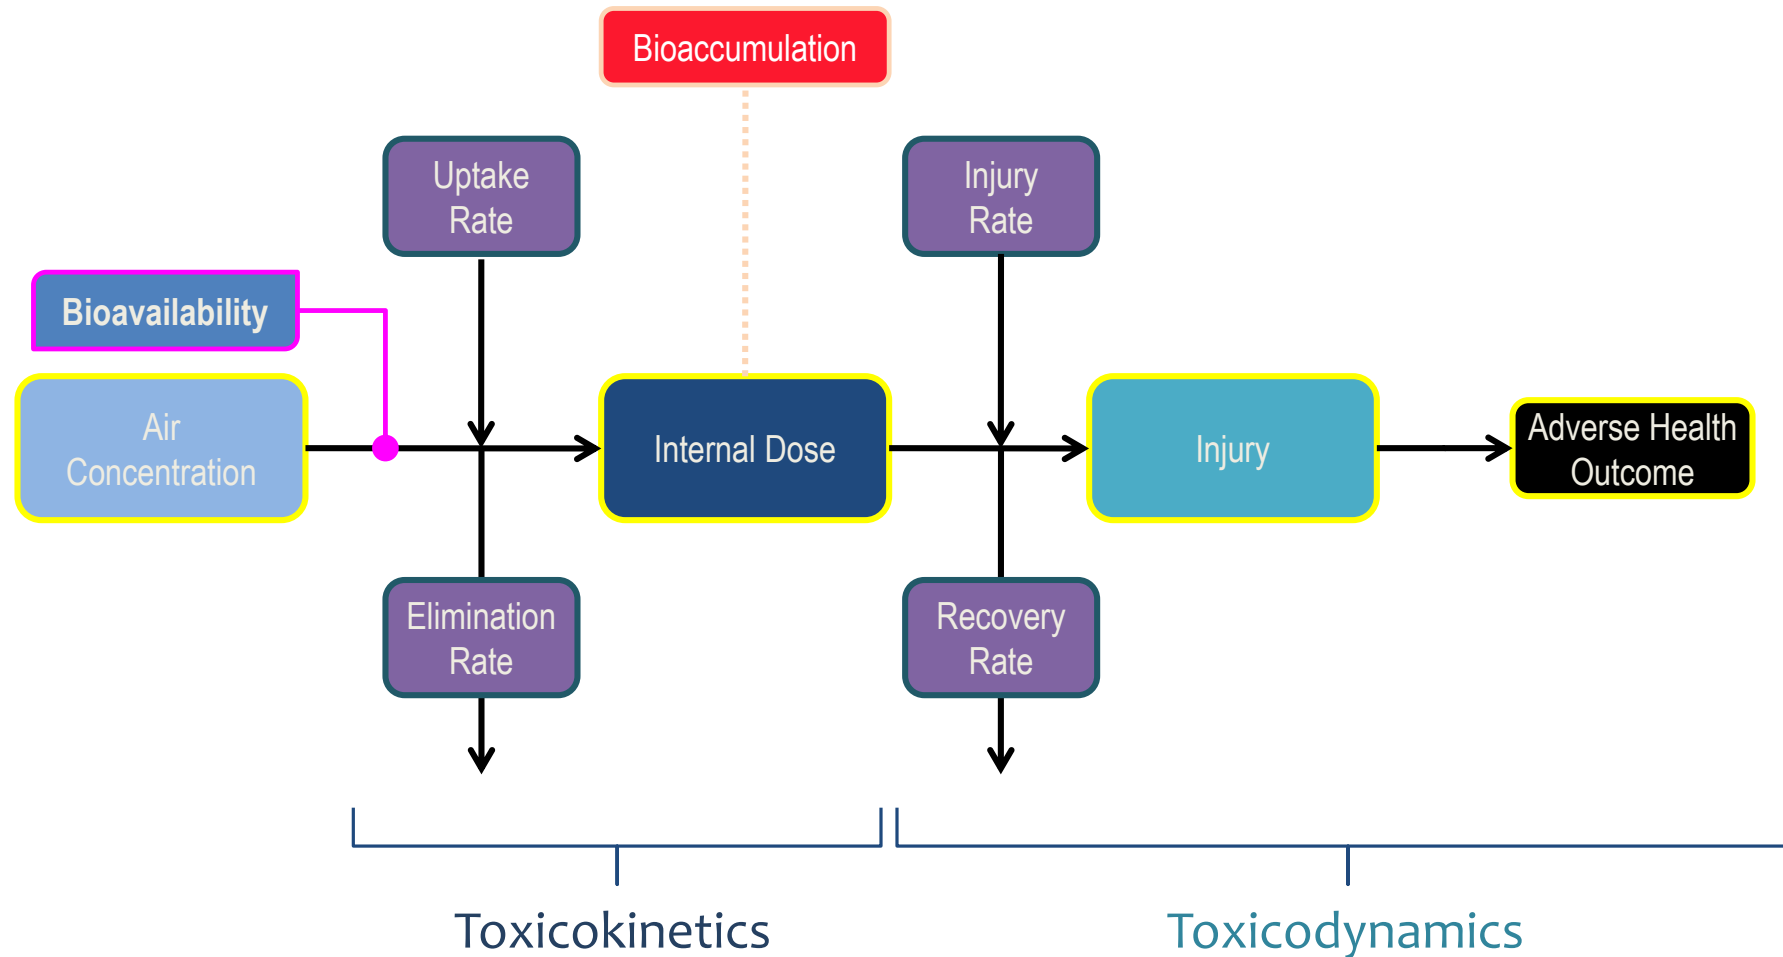 Bioaccumulation
Uptake
Rate
Injury
Rate
Bioavailability
Air
Concentration
Internal Dose
Injury
Adverse Health
Outcome
Elimination
Rate
Recovery
Rate
Toxicokinetics
Toxicodynamics